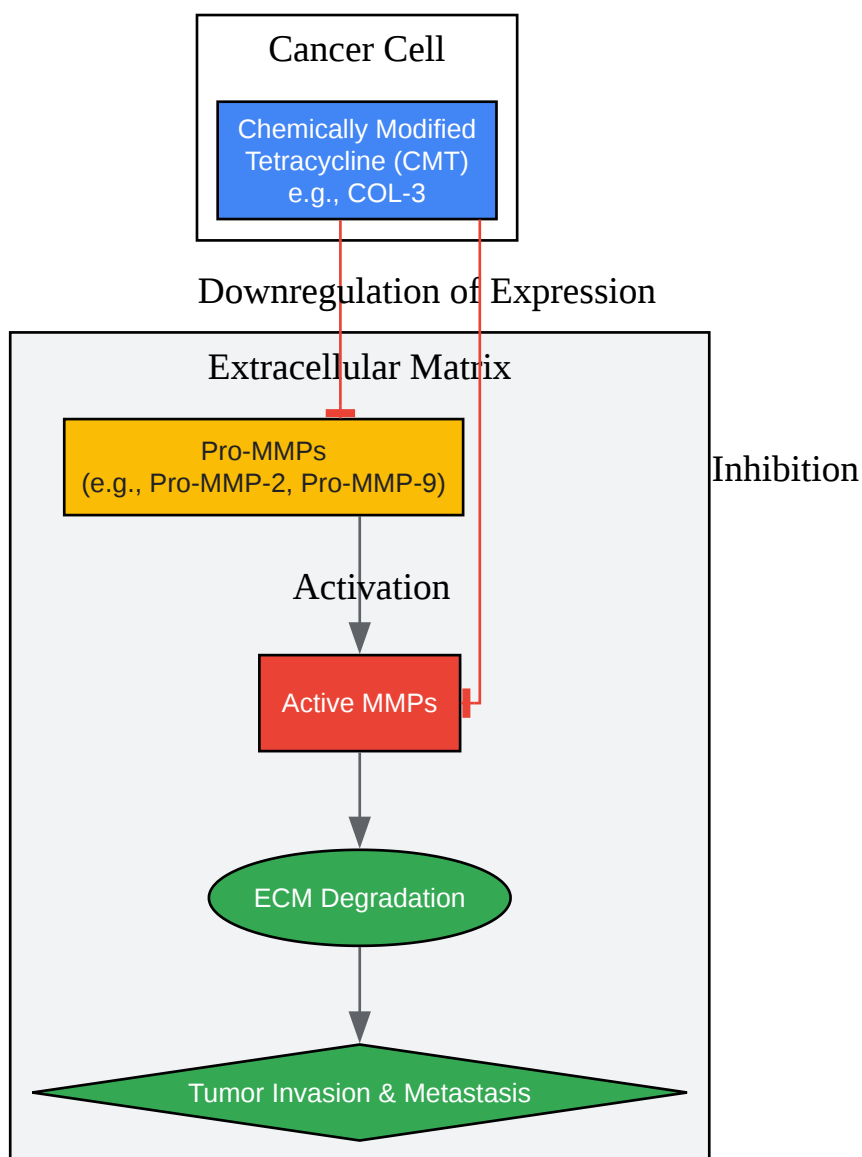 Cancer Cell
Chemically Modified
Tetracycline (CMT)
e.g., COL-3
Downregulation of Expression
Extracellular Matrix
Pro-MMPs
(e.g., Pro-MMP-2, Pro-MMP-9)
Inhibition
Activation
Active MMPs
ECM Degradation
Tumor Invasion & Metastasis